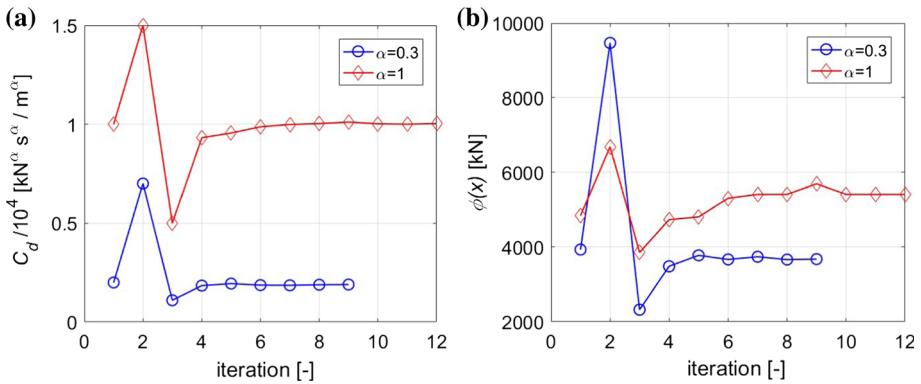 (a)
C_d /10^4 [kN^α s^α / m^α]
1.5
1
0.5
0
0 2 4 6 8 10 12
iteration [-]
α=0.3
α=1
(b)
ϕ(x) [kN]
10000
8000
6000
4000
2000
0 2 4 6 8 10 12
iteration [-]
α=0.3
α=1